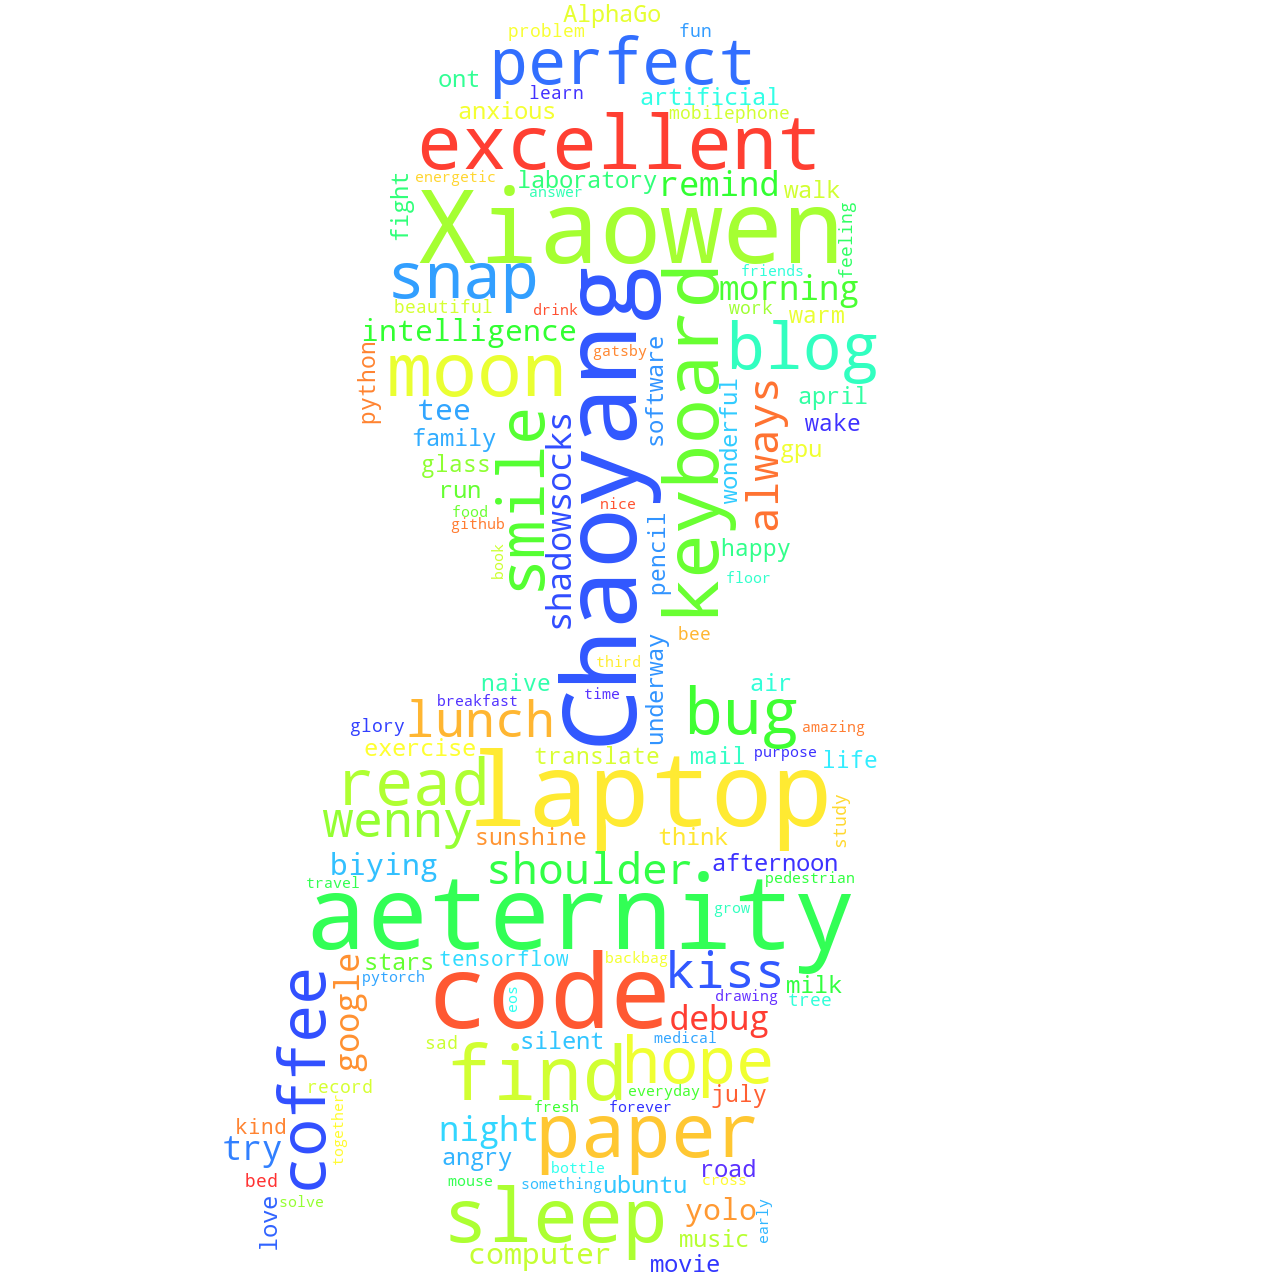 AlphaGo
problem
fun
perfect
ont
learn
artificial
anxious
mobilephone
excellent
energetic
laboratory
remind
answer
walk
fight
Xiaowen
feeling
snap
friends
morning
beautiful
drink
work
warm
intelligence
gatsby
blog
python
moon
Chaoyang
keyboard
software
tee
wonderful
always
april
family
wake
glass
smile
shadowsocks
gpu
run
nice
food
github
pencil
happy
book
floor
bee
underway
third
naive
air
breakfast
time
glory
lunch
bug
amazing
exercise
translate
mail
purpose
life
read
laptop
wenny
study
sunshine
think
biying
shoulder
afternoon
travel
pedestrian
aeternity
grow
stars
tensorflow
backbag
kiss
google
pytorch
coffee
code
eos
drawing
milk
tree
debug
sad
silent
medical
find
hope
record
everyday
july
together
fresh
forever
kind
try
night
paper
angry
bottle
road
bed
mouse
something
ubuntu
cross
love
solve
sleep
yolo
early
music
computer
movie